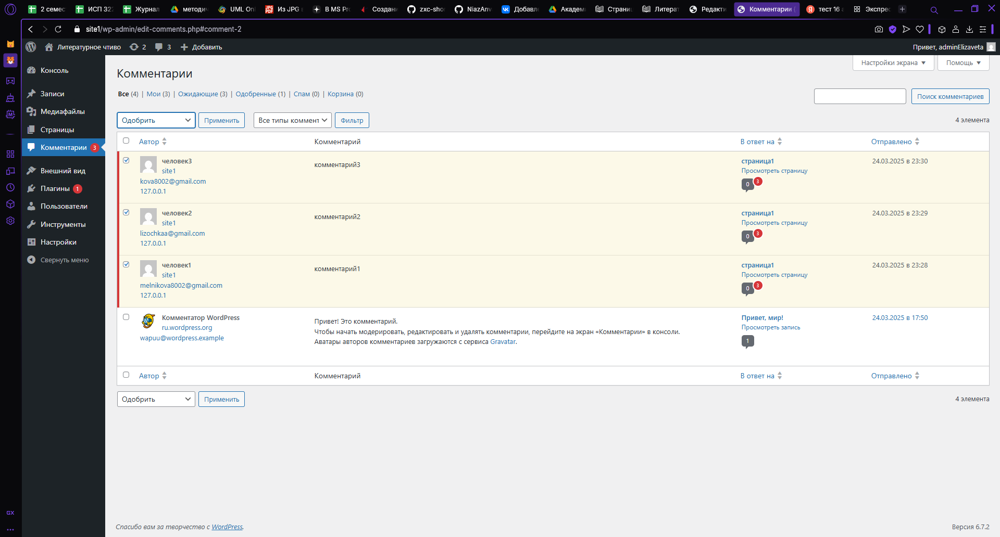 2 семес
ИСП 322
Журнал
методич
UML Onl
Из JPG в
В MS Pro
Создани
zxc-shor
NiazAnv
Добавле
Академи
Страниц
Литерат
Редакти
Комментарии (
тест 16
Экспрес
site1/wp-admin/edit-comments.php#comment-2
Литературное чтиво
2
3
Добавить
Привет, adminElizaveta
Консоль
Записи
Медиафайлы
Страницы
Комментарии 3
Внешний вид
Плагины 1
Пользователи
Инструменты
Настройки
Свернуть меню
GX
Настройки экрана
Помощь
Комментарии
Все (4) | Мои (3) | Ожидающие (3) | Одобренные (1) | Спам (0) | Корзина (0)
Поиск комментариев
Одобрить
Применить
Все типы коммент
Фильтр
4 элемента
Автор
Комментарий
В ответ на
Отправлено
человек3
site1
kova8002@gmail.com
127.0.0.1
комментарий3
страница1
Просмотреть страницу
0 3
24.03.2025 в 23:30
человек2
site1
lizochkaa@gmail.com
127.0.0.1
комментарий2
страница1
Просмотреть страницу
0 3
24.03.2025 в 23:29
человек1
site1
melnikova8002@gmail.com
127.0.0.1
комментарий1
страница1
Просмотреть страницу
0 3
24.03.2025 в 23:28
Комментатор WordPress
ru.wordpress.org
wapuu@wordpress.example
Привет! Это комментарий.
Чтобы начать модерировать, редактировать и удалять комментарии, перейдите на экран «Комментарии» в консоли.
Аватары авторов комментариев загружаются с сервиса Gravatar.
Привет, мир!
Просмотреть запись
1
24.03.2025 в 17:50
Автор
Комментарий
В ответ на
Отправлено
Одобрить
Применить
4 элемента
Спасибо вам за творчество с WordPress.
Версия 6.7.2